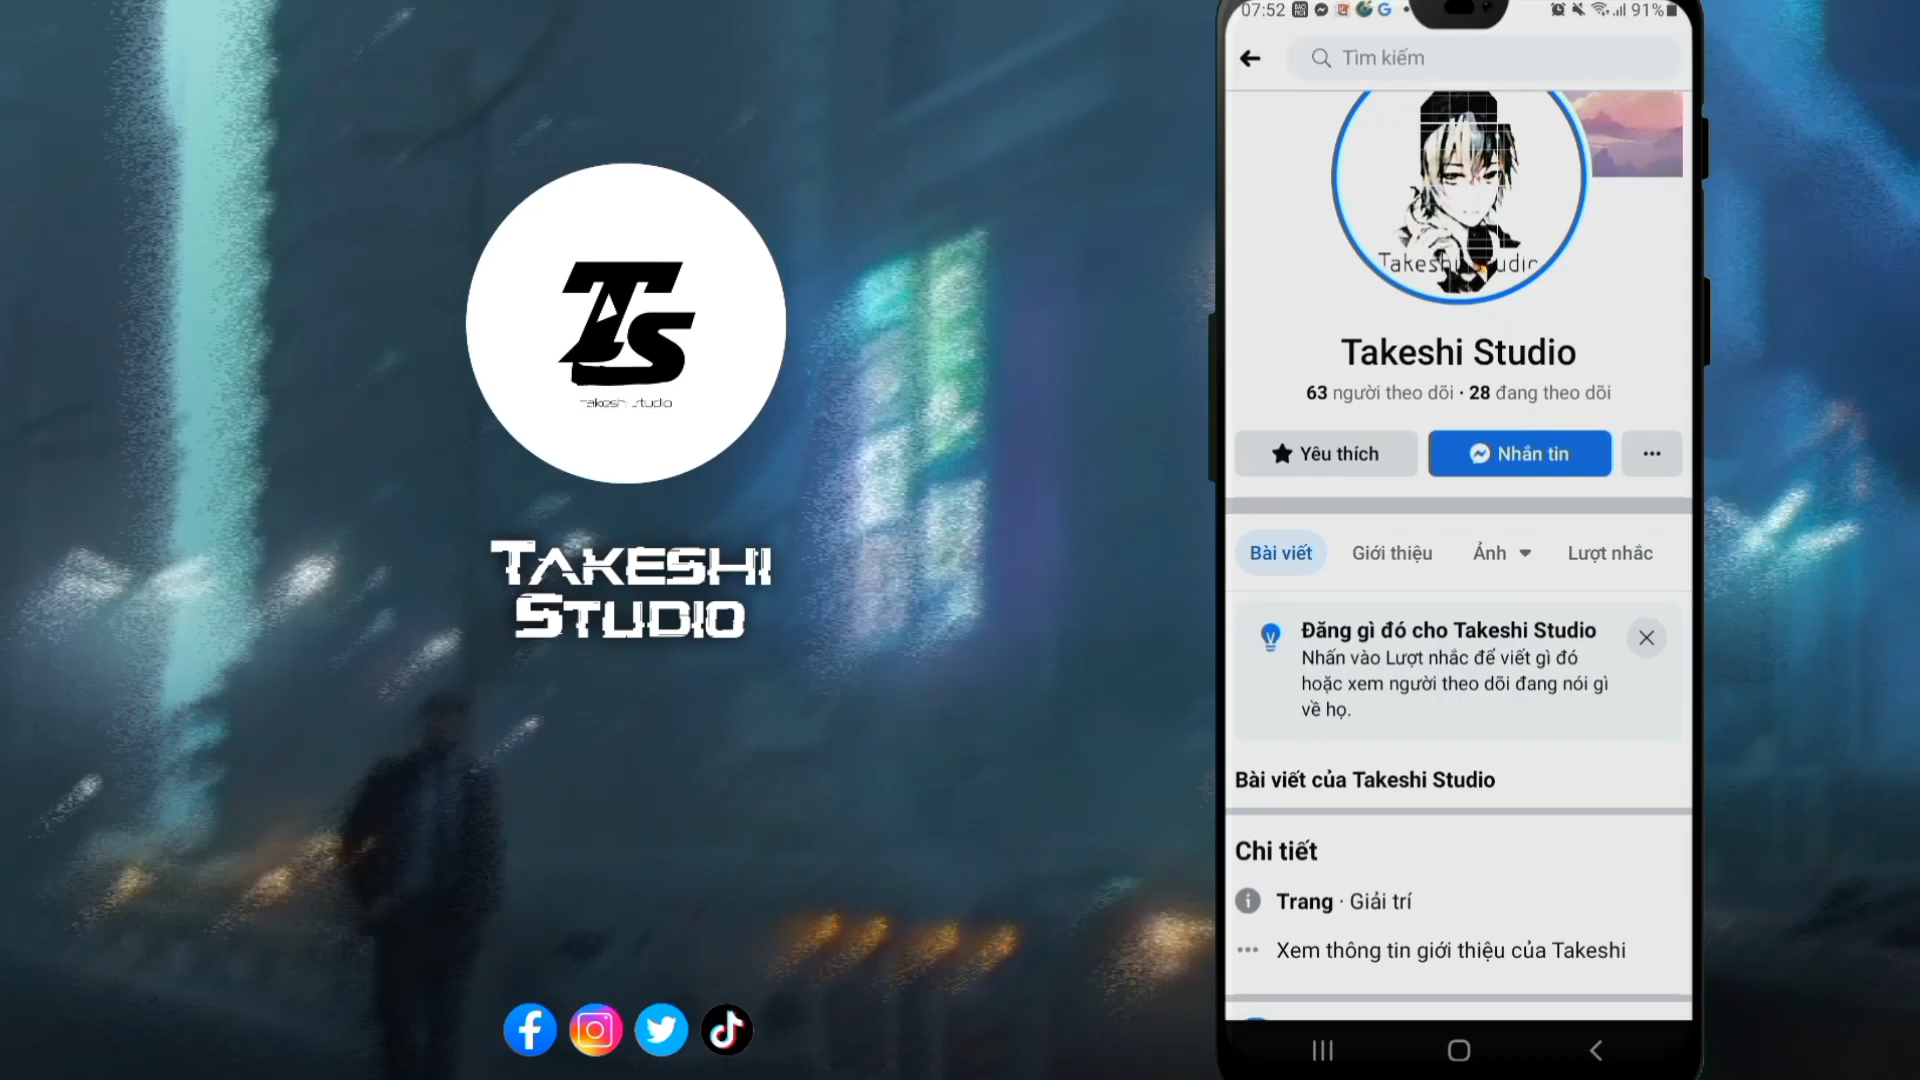 TS
Takeshi Studio
TAKESHI
STUDIO
07:52
91%
Tìm kiếm
Takeshi Studio
Takeshi Studio
63 người theo dõi · 28 đang theo dõi
Yêu thích
Nhắn tin
Bài viết
Giới thiệu
Ảnh
Lượt nhắc
Đăng gì đó cho Takeshi Studio
Nhấn vào Lượt nhắc để viết gì đó
hoặc xem người theo dõi đang nói gì
về họ.
Bài viết của Takeshi Studio
Chi tiết
Trang · Giải trí
Xem thông tin giới thiệu của Takeshi